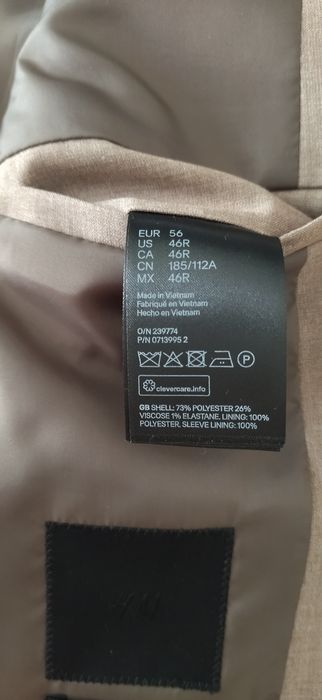 EUR 56
US 46R
CA 46R
CN 185/112A
MX 46R
Made in Vietnam
Fabriqué en Vietnam
Hecho en Vietnam
O/N 239774
P/N 0713995 2
P
clevercare.info
GB SHELL: 73% POLYESTER 26%
VISCOSE 1% ELASTANE. LINING: 100%
POLYESTER. SLEEVE LINING: 100%
H&M